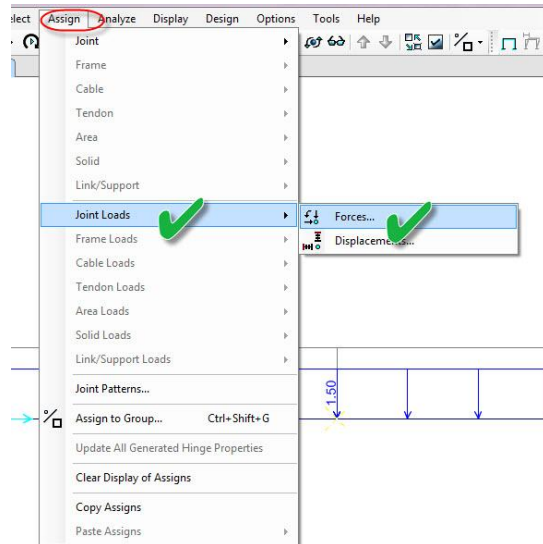 elect Assign Analyze Display Design Options Tools Help
Joint
Frame
Cable
Tendon
Area
Solid
Link/Support
Joint Loads
Forces...
Frame Loads
Displacements...
Cable Loads
Tendon Loads
Area Loads
Solid Loads
Link/Support Loads
Joint Patterns...
1.50
Assign to Group... Ctrl+Shift+G
Update All Generated Hinge Properties
Clear Display of Assigns
Copy Assigns
Paste Assigns